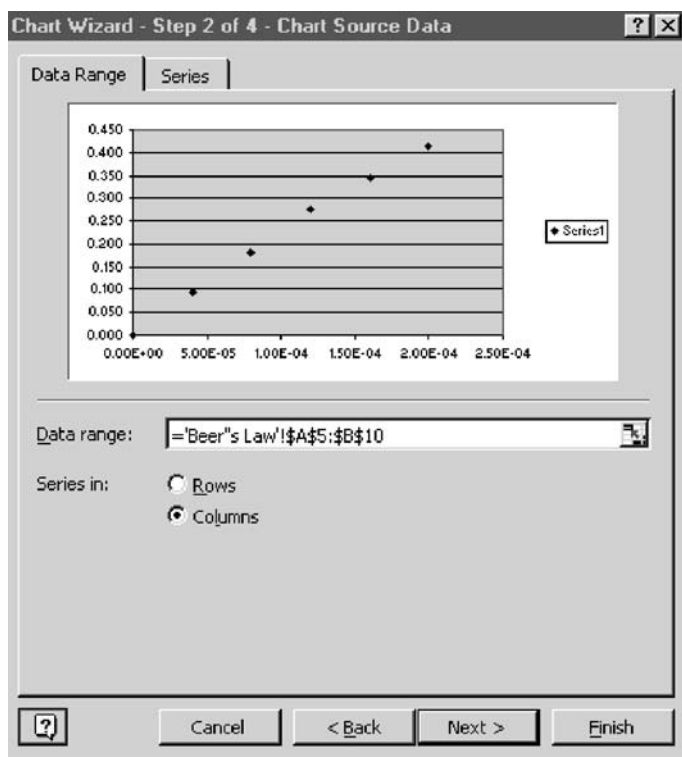 Chart Wizard - Step 2 of 4 - Chart Source Data ? X
Data Range Series
0.450
0.400
0.350
0.300
0.250
0.200
0.150
0.100
0.050
0.000
0.00E+00 5.00E-05 1.00E-04 1.50E-04 2.00E-04 2.50E-04
Series1
Data range: ='Beer''s Law'!$A$5:$B$10
Series in: Rows
Columns
? Cancel < Back Next > Finish